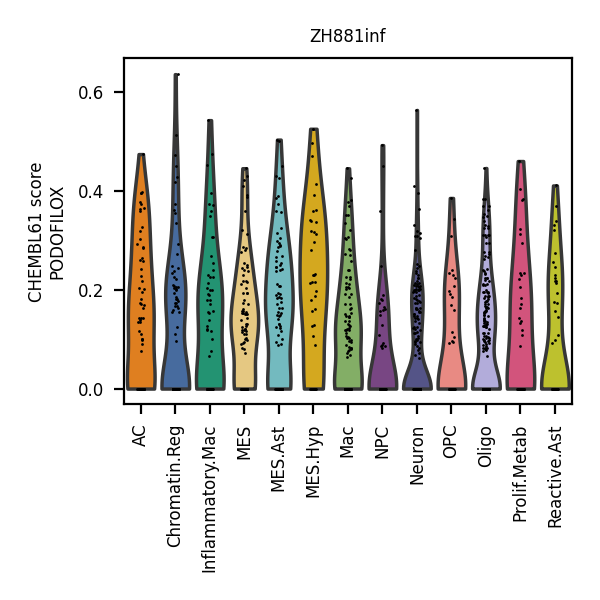 ZH881inf
CHEMBL61 score
PODOFILOX
0.6
0.4
0.2
0.0
AC
Chromatin.Reg
Inflammatory.Mac
MES
MES.Ast
MES.Hyp
Mac
NPC
Neuron
OPC
Oligo
Prolif.Metab
Reactive.Ast